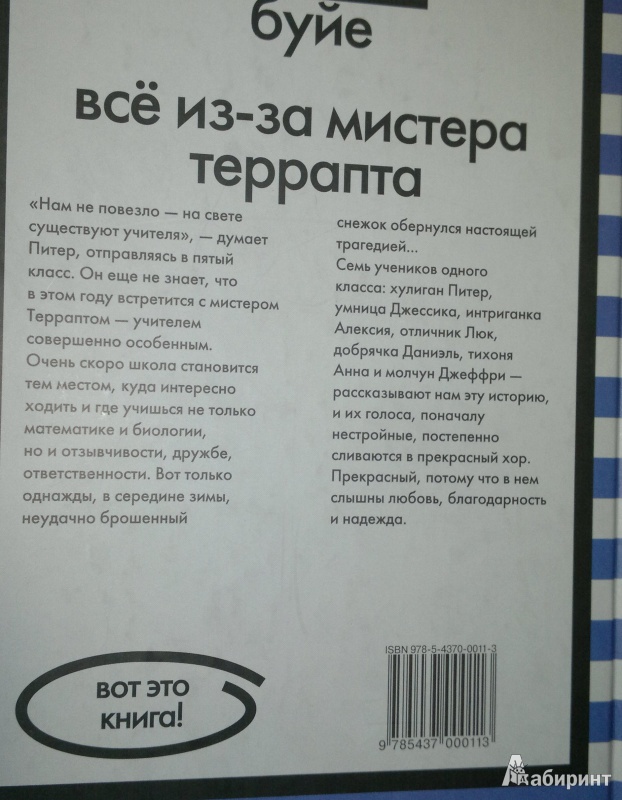 буйе
всё из-за мистера
террапта
«Нам не повезло — на свете
существуют учителя», — думает
Питер, отправляясь в пятый
класс. Он еще не знает, что
в этом году встретится с мистером
Терраптом — учителем
совершенно особенным.
Очень скоро школа становится
тем местом, куда интересно
ходить и где учишься не только
математике и биологии,
но и отзывчивости, дружбе,
ответственности. Вот только
однажды, в середине зимы,
неудачно брошенный
снежок обернулся настоящей
трагедией...
Семь учеников одного
класса: хулиган Питер,
умница Джессика, интриганка
Алексия, отличник Люк,
добрячка Даниэль, тихоня
Анна и молчун Джеффри —
рассказывают нам эту историю,
и их голоса, поначалу
нестройные, постепенно
сливаются в прекрасный хор.
Прекрасный, потому что в нем
слышны любовь, благодарность
и надежда.
вот это
книга!
ISBN 978-5-4370-0011-3
9 785437 000113
Лабиринт